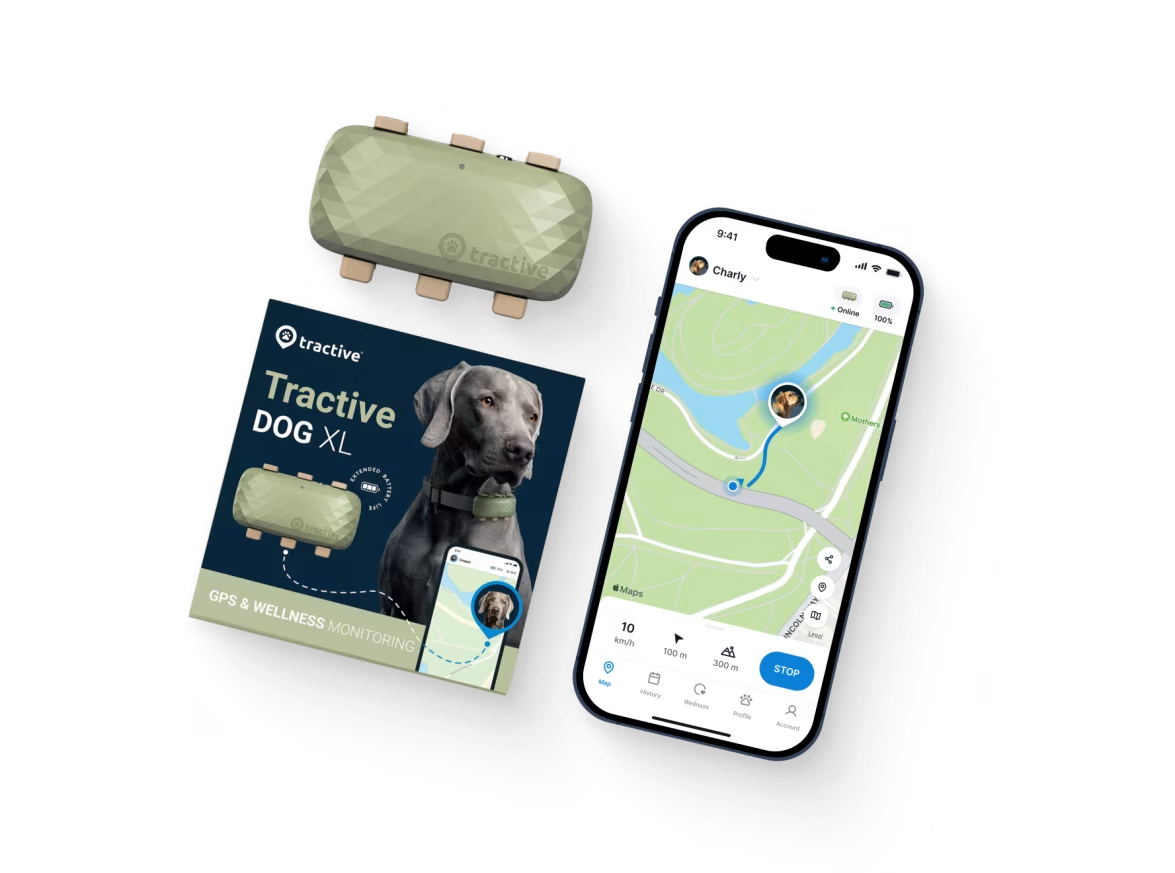 tractive
tractive
Tractive
DOG XL
EXTENDED BATTERY LIFE
tractive
GPS & WELLNESS MONITORING
9:41
Charly
Online
100%
Mothers
Maps
Legal
10
km/h
100 m
300 m
STOP
Map
History
Wellness
Profile
Account